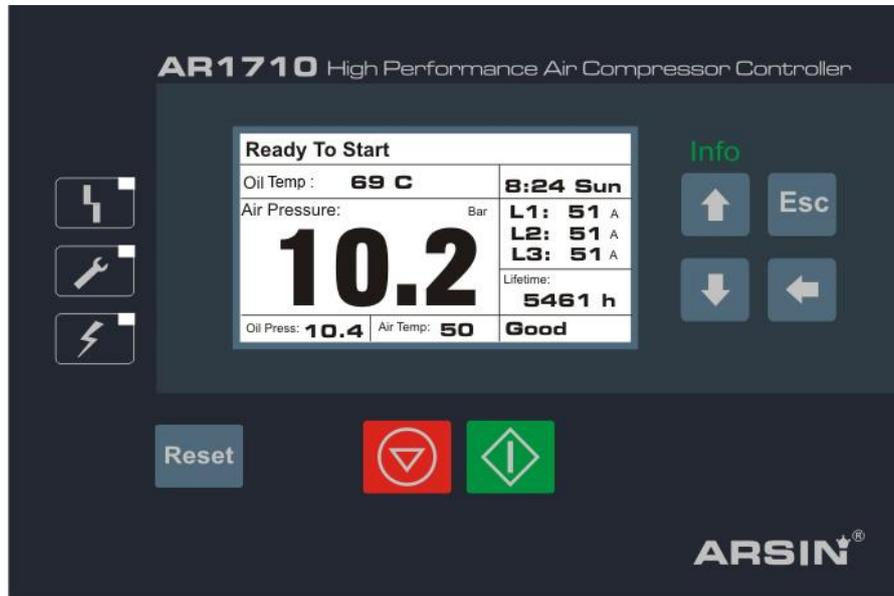 AR1710 High Performance Air Compressor Controller
Ready To Start
Oil Temp : 69 C
8:24 Sun
Air Pressure: Bar
10.2
L1: 51 A
L2: 51 A
L3: 51 A
Lifetime:
5461 h
Oil Press: 10.4 Air Temp: 50
Good
Info
Esc
Reset
ARSIN®